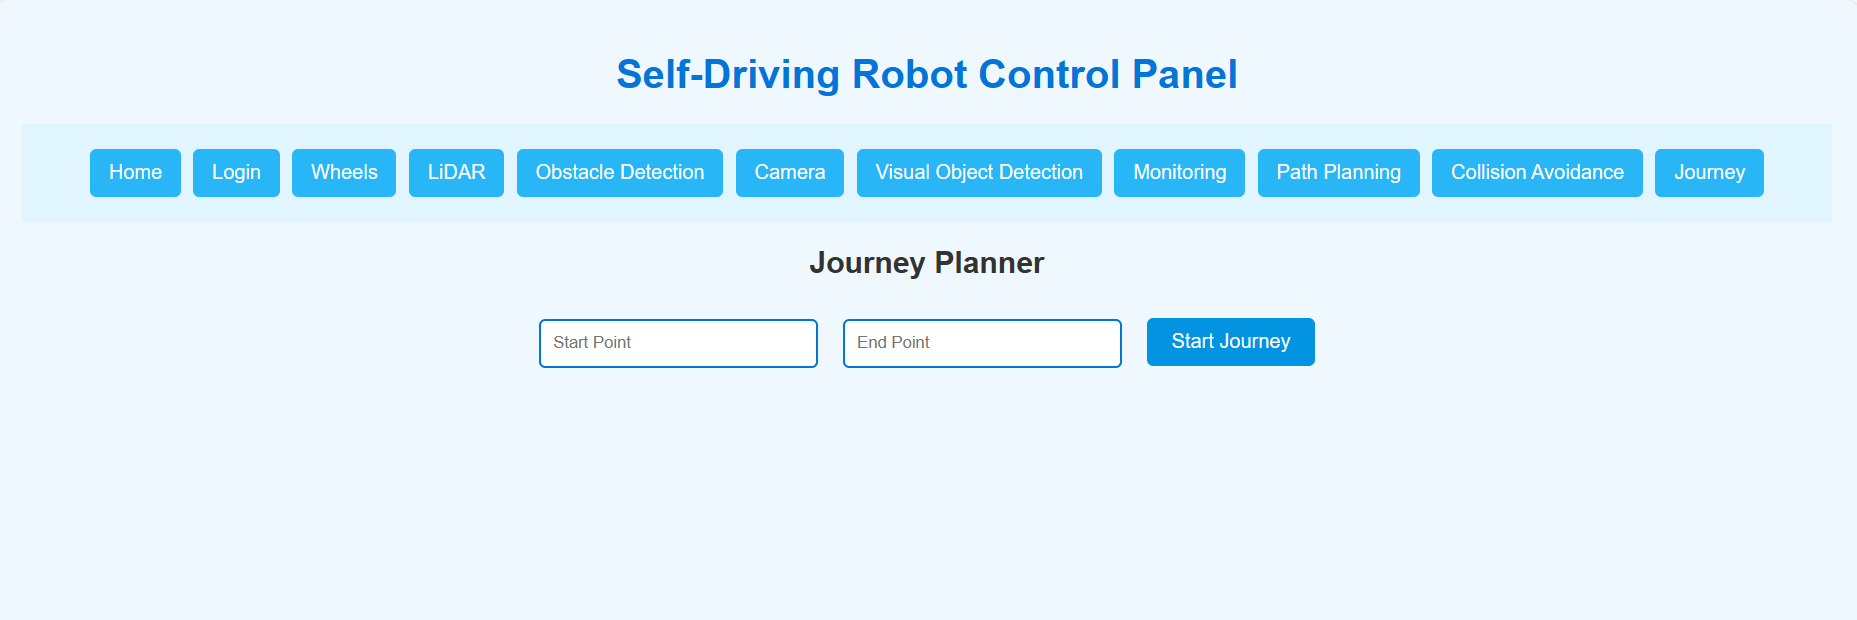 Self-Driving Robot Control Panel
Home Login Wheels LiDAR Obstacle Detection Camera Visual Object Detection Monitoring Path Planning Collision Avoidance Journey
Journey Planner
Start Point End Point Start Journey